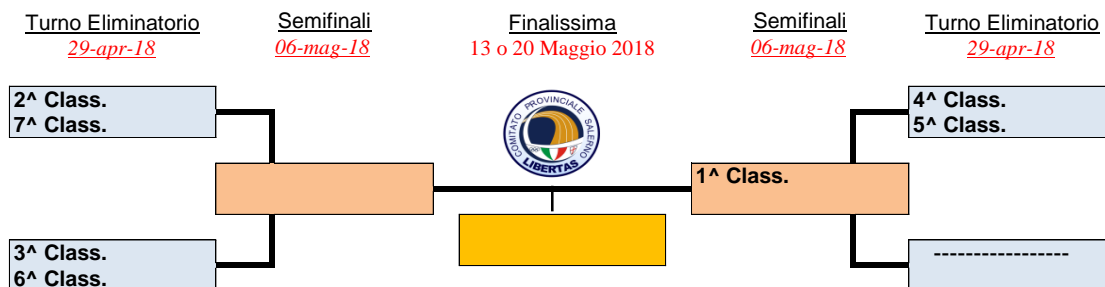 Turno Eliminatorio
29-apr-18
Semifinali
06-mag-18
Finalissima
13 o 20 Maggio 2018
Semifinali
06-mag-18
Turno Eliminatorio
29-apr-18
2^ Class.
7^ Class.
COMITATO PROVINCIALE SALERNO
LIBERTAS
4^ Class.
5^ Class.
1^ Class.
3^ Class.
6^ Class.
-----------------